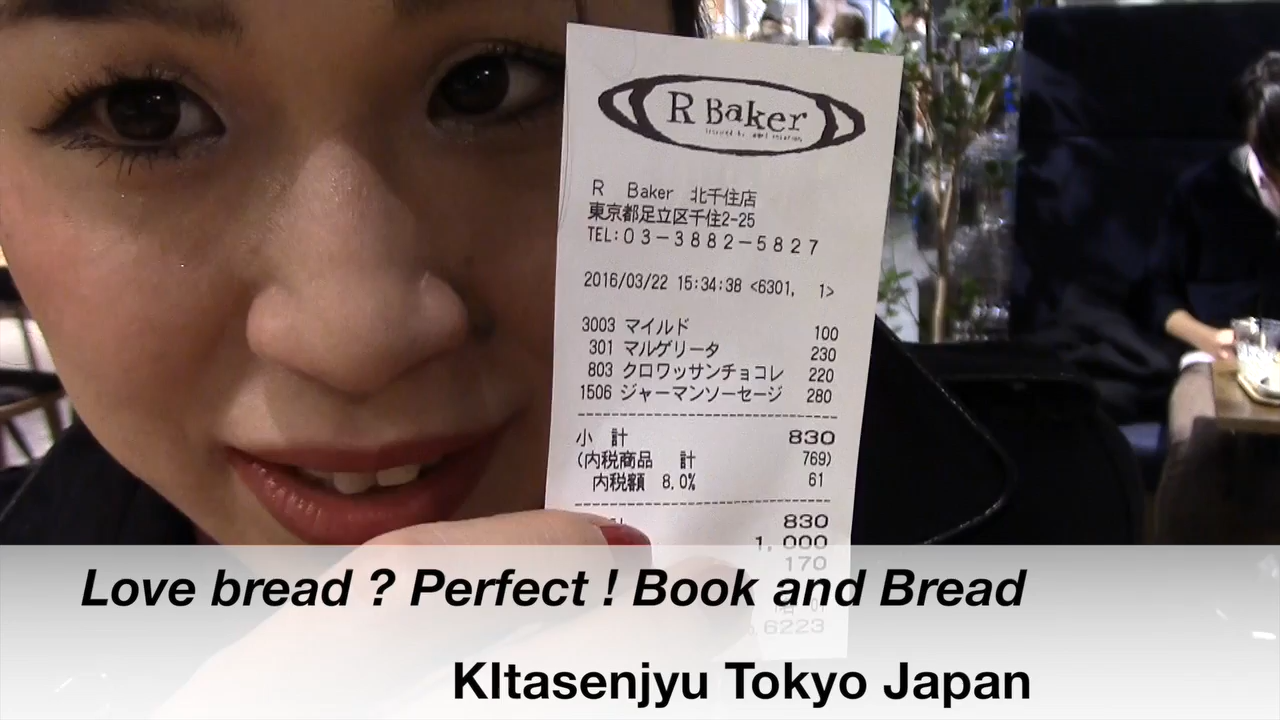 R Baker
R Baker 北千住店
東京都足立区千住2-25
TEL:03-3882-5827
2016/03/22 15:34:38 <6301, 1>
3003 マイルド 100
301 マルゲリータ 230
803 クロワッサンチョコレ 220
1506 ジャーマンソーセージ 280
小 計 830
(内税商品 計 769)
内税額 8.0% 61
計 830
1,000
170
6223
Love bread ? Perfect ! Book and Bread
KItasenjyu Tokyo Japan